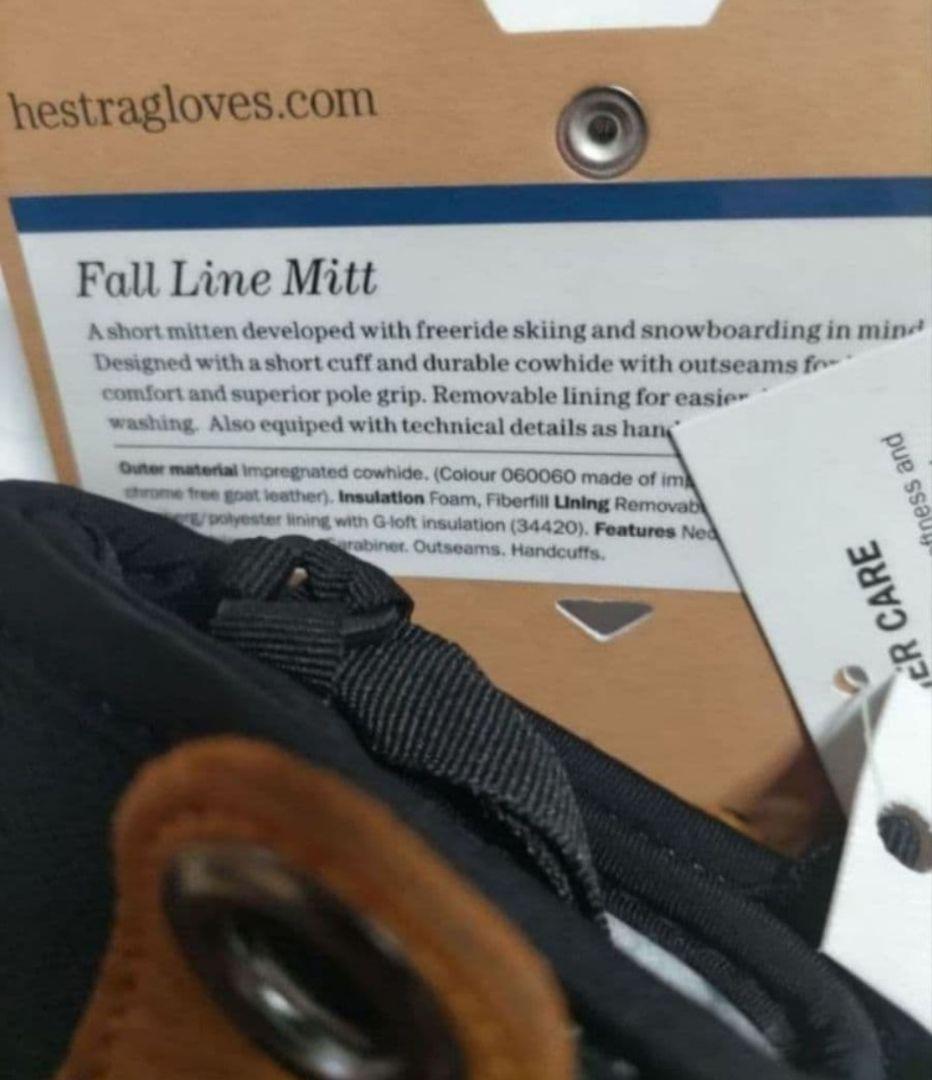 hestragloves.com
Fall Line Mitt
A short mitten developed with freeride skiing and snowboarding in mind
Designed with a short cuff and durable cowhide with outseams
comfort and superior pole grip. Removable lining for easier
washing. Also equiped with technical details as
Outer material Impregnated cowhide. (Colour 060060 made of
chrome free goat leather). Insulation Foam, Fiberfill Lining
polyester lining with G-loft insulation (34420). Features
Outseams. Handcuffs.
and
CARE